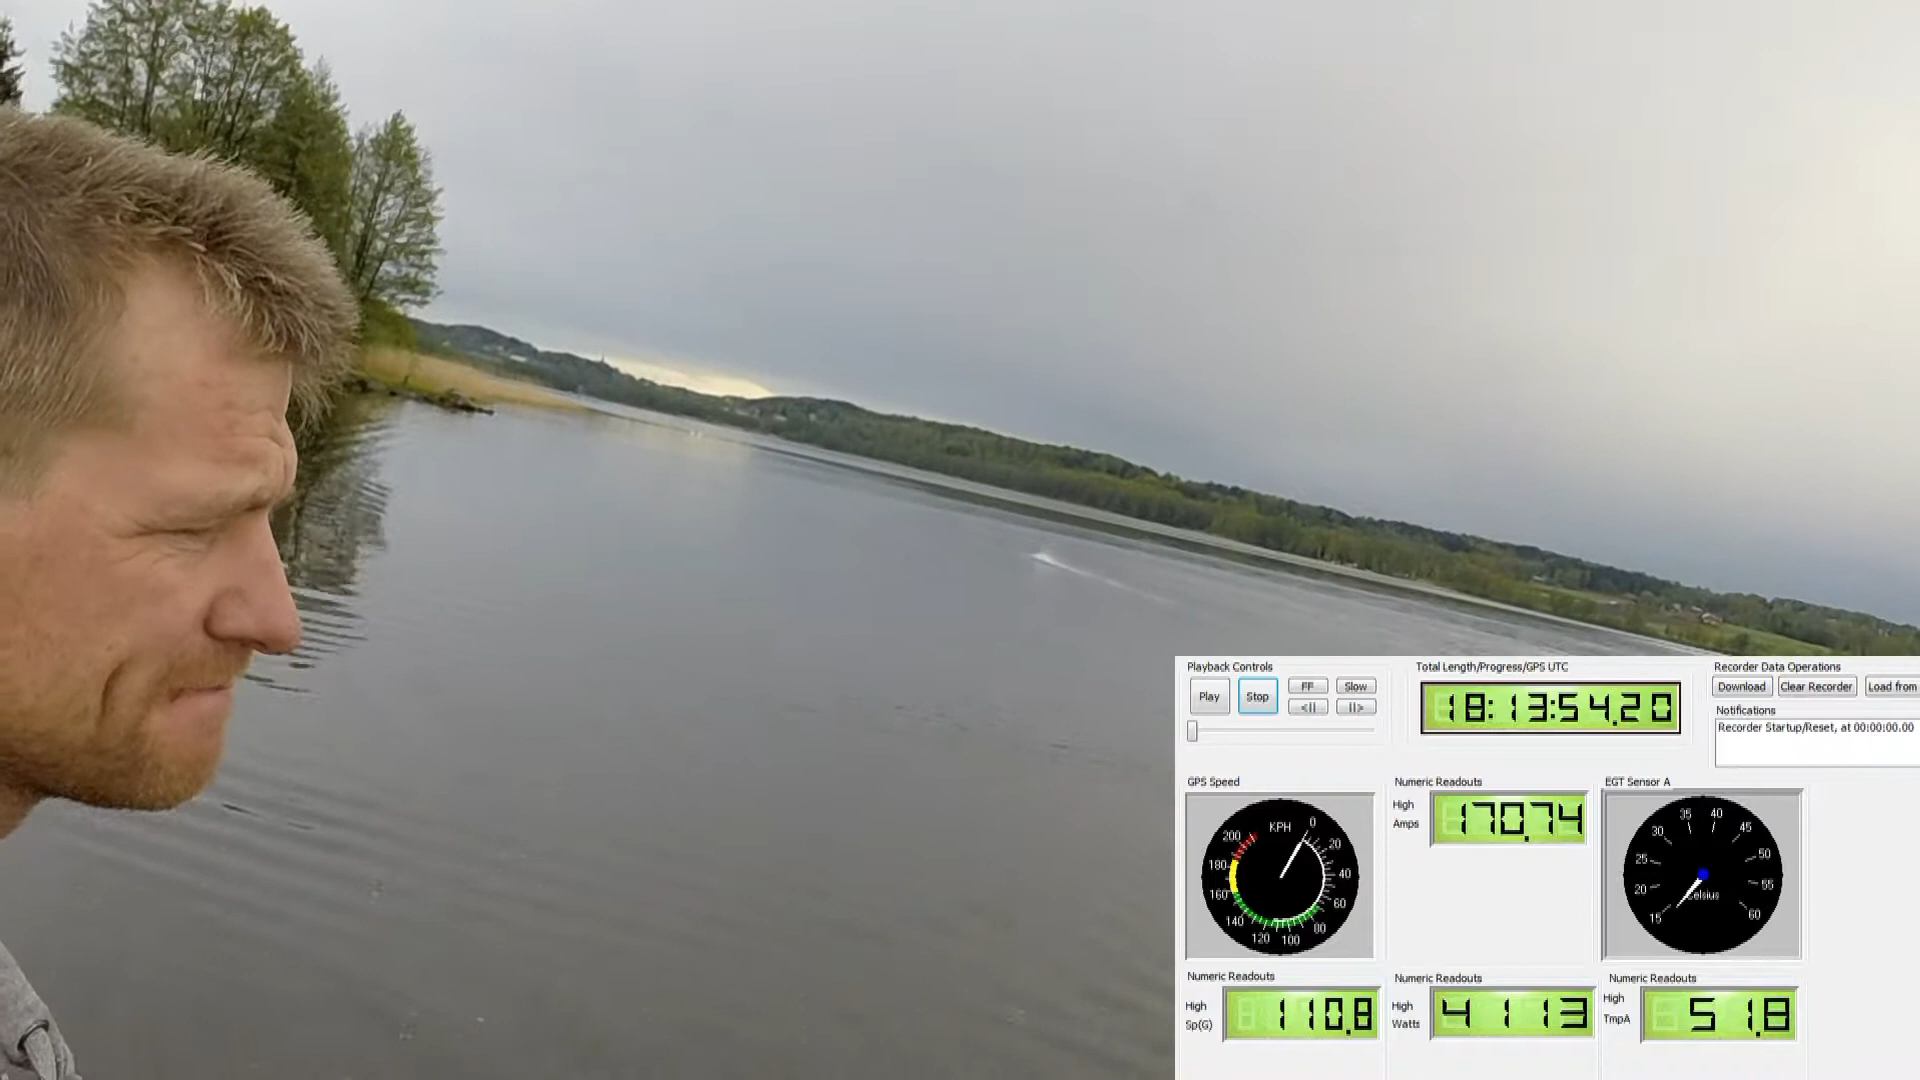 Playback Controls
Play
Stop
FF
Slow
<||
||>
Total Length/Progress/GPS UTC
18:13:54.20
Recorder Data Operations
Download
Clear Recorder
Load from
Notifications
Recorder Startup/Reset, at 00:00:00.00
GPS Speed
KPH
0
20
40
60
80
100
120
140
160
180
200
Numeric Readouts
High
Amps
170.74
EGT Sensor A
15
20
25
30
35
40
45
50
55
60
Celsius
Numeric Readouts
High
Sp(G)
110.8
Numeric Readouts
High
Watts
4113
Numeric Readouts
High
TmpA
51.8